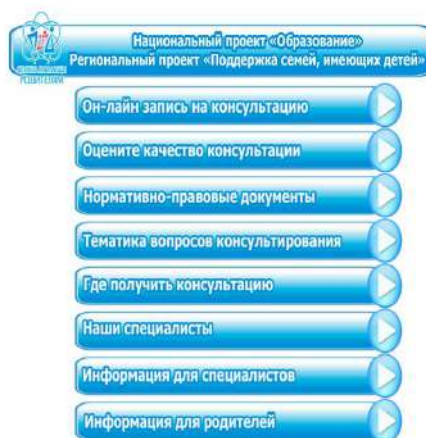 Национальный проект «Образование»
Региональный проект «Поддержка семей, имеющих детей»
Он-лайн запись на консультацию
Оцените качество консультации
Нормативно-правовые документы
Тематика вопросов консультирования
Где получить консультацию
Наши специалисты
Информация для специалистов
Информация для родителей